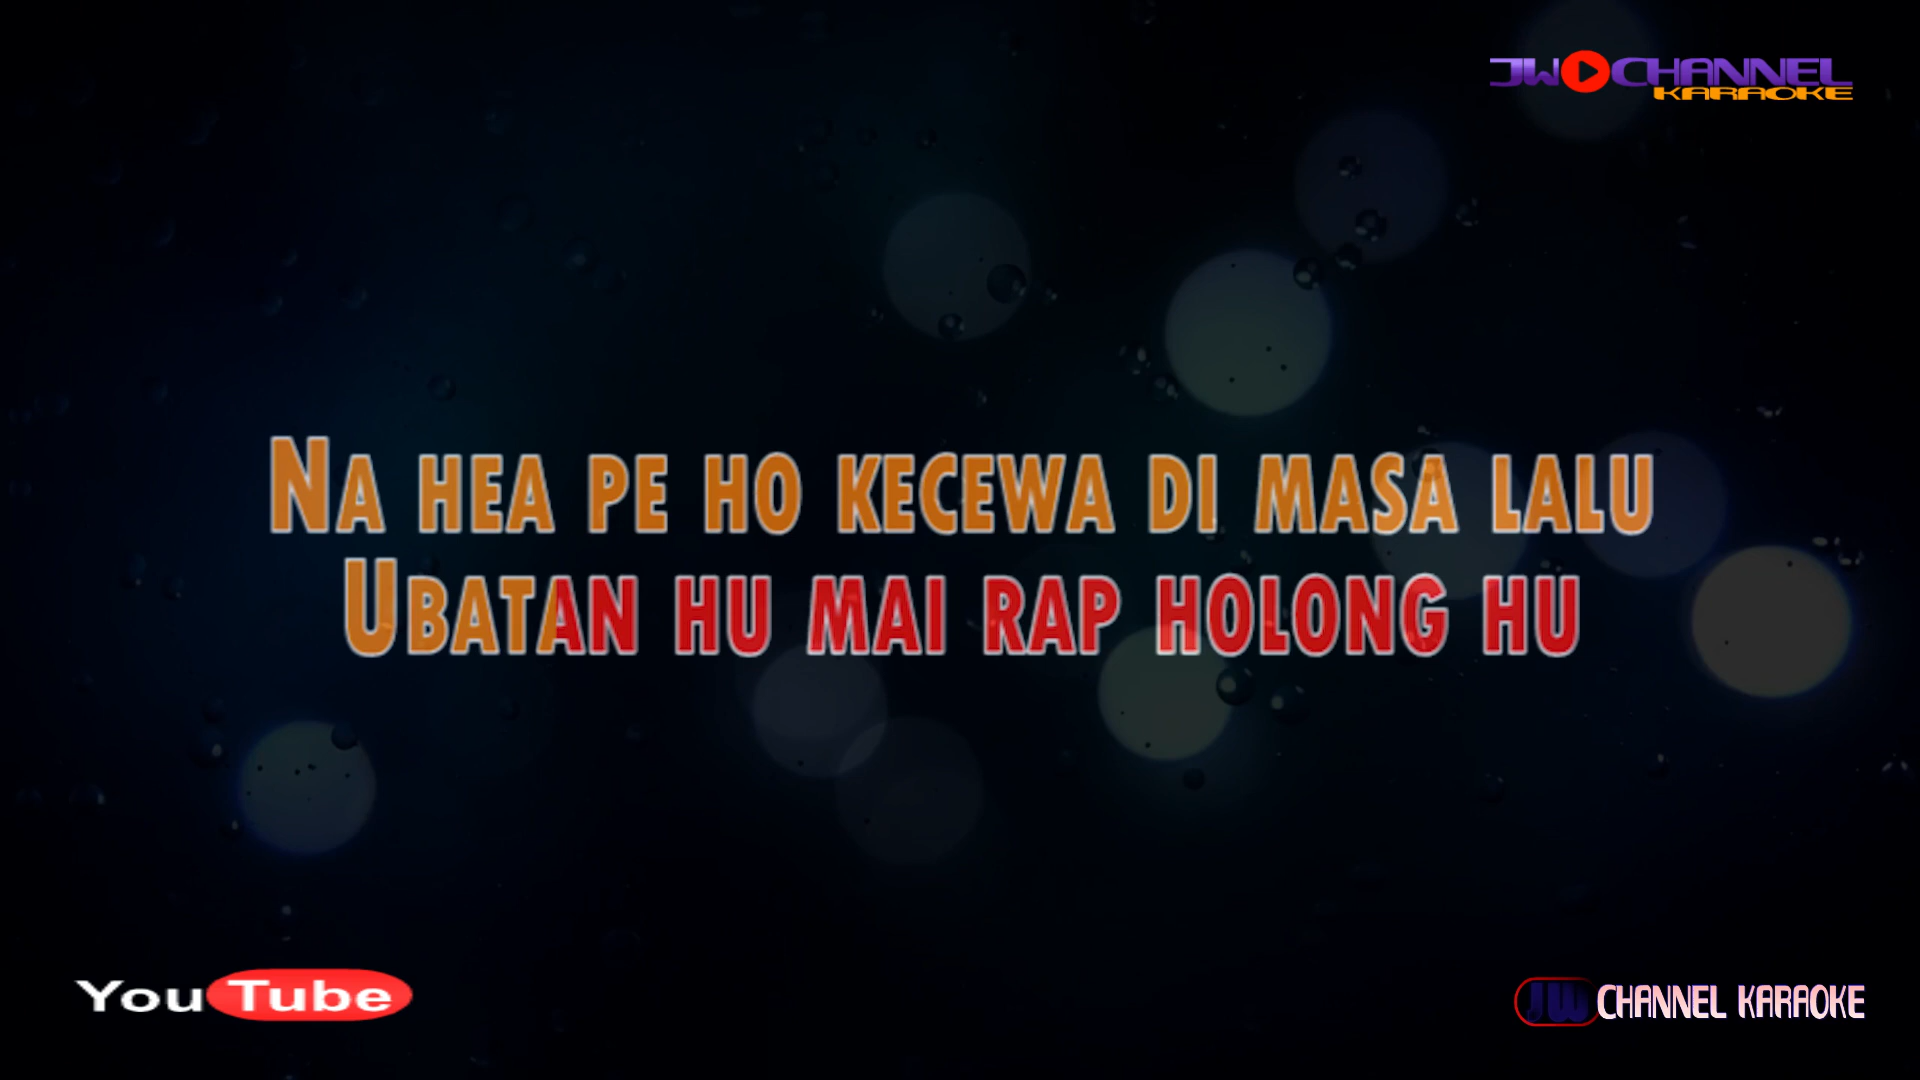 JW CHANNEL
KARAOKE
NA HEA PE HO KECEWA DI MASA LALU
UBATAN HU MAI RAP HOLONG HU
YouTube
JW CHANNEL KARAOKE